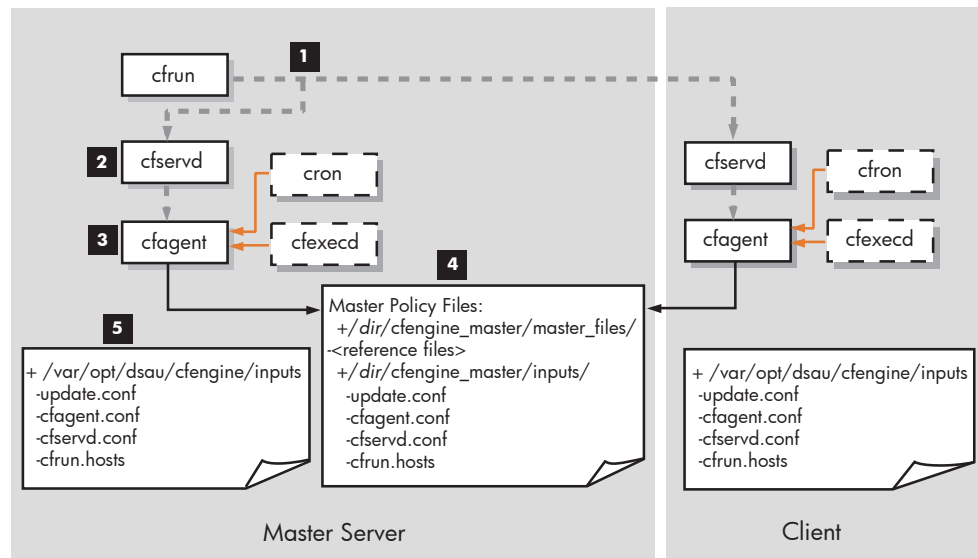 1
cfrun
2
cfservd
cron
3
cfagent
cfexecd
4
Master Policy Files:
+/dir/cfengine_master/master_files/
-<reference files>
+/dir/cfengine_master/inputs/
-update.conf
-cfagent.conf
-cfservd.conf
-cfrun.hosts
5
+ /var/opt/dsau/cfengine/inputs
-update.conf
-cfagent.conf
-cfservd.conf
-cfrun.hosts
Master Server
cfservd
cfron
cfagent
cfexecd
+ /var/opt/dsau/cfengine/inputs
-update.conf
-cfagent.conf
-cfservd.conf
-cfrun.hosts
Client